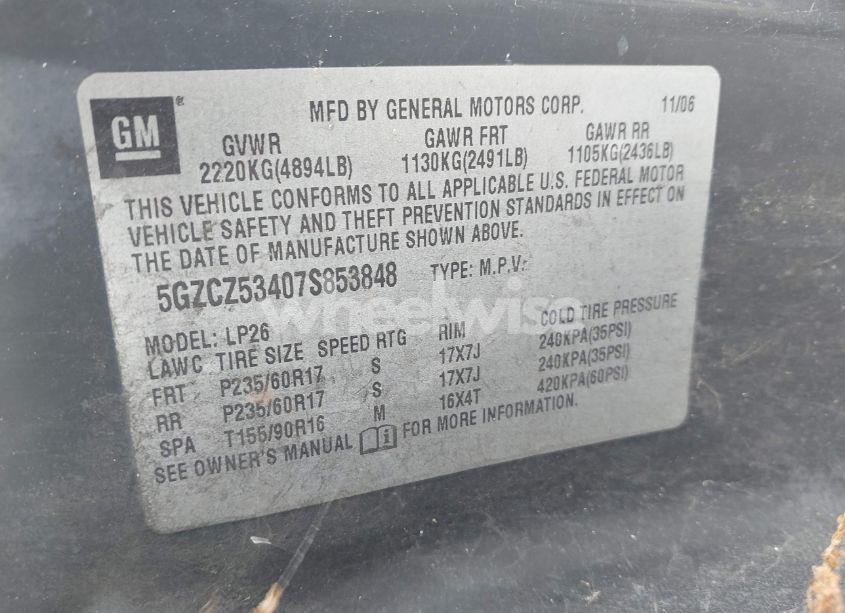 GM® MFD BY GENERAL MOTORS CORP. 11/06
GVWR GAWR FRT GAWR RR
2220KG(4894LB) 1130KG(2491LB) 1105KG(2436LB)
THIS VEHICLE CONFORMS TO ALL APPLICABLE U.S. FEDERAL MOTOR
VEHICLE SAFETY AND THEFT PREVENTION STANDARDS IN EFFECT ON
THE DATE OF MANUFACTURE SHOWN ABOVE.
5GZCZ53407S853848 TYPE: M.P.V.
wheelwise
MODEL: LP26
LAWC TIRE SIZE SPEED RTG RIM COLD TIRE PRESSURE
FRT P235/60R17 S 17X7J 240KPA(35PSI)
RR P235/60R17 S 17X7J 240KPA(35PSI)
SPA T155/90R16 M 16X4T 420KPA(60PSI)
SEE OWNER'S MANUAL i FOR MORE INFORMATION.